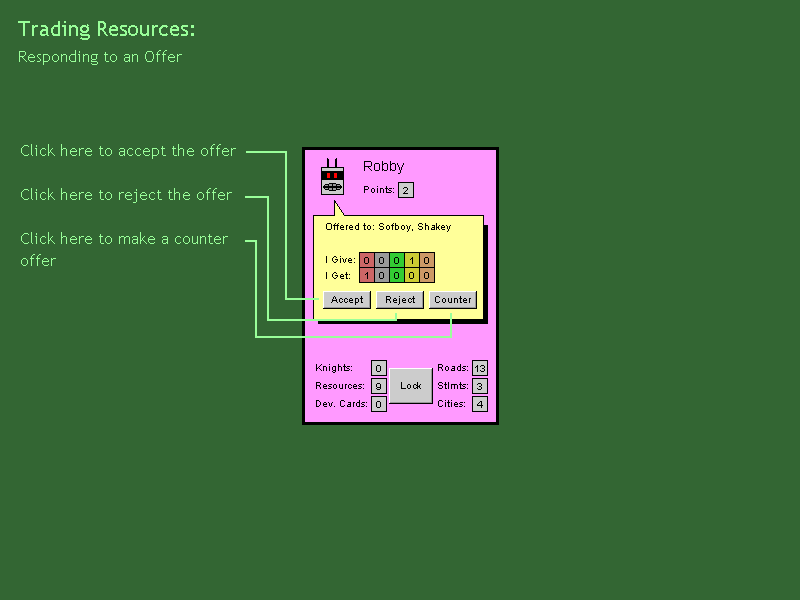 Trading Resources:
Responding to an Offer
Click here to accept the offer
Click here to reject the offer
Click here to make a counter
offer
Robby
Points: 2
Offered to: Sofboy, Shakey
I Give: 0 0 0 1 0
I Get: 1 0 0 0 0
Accept Reject Counter
Knights: 0 Roads: 13
Resources: 9 Lock Stlmts: 3
Dev. Cards: 0 Cities: 4